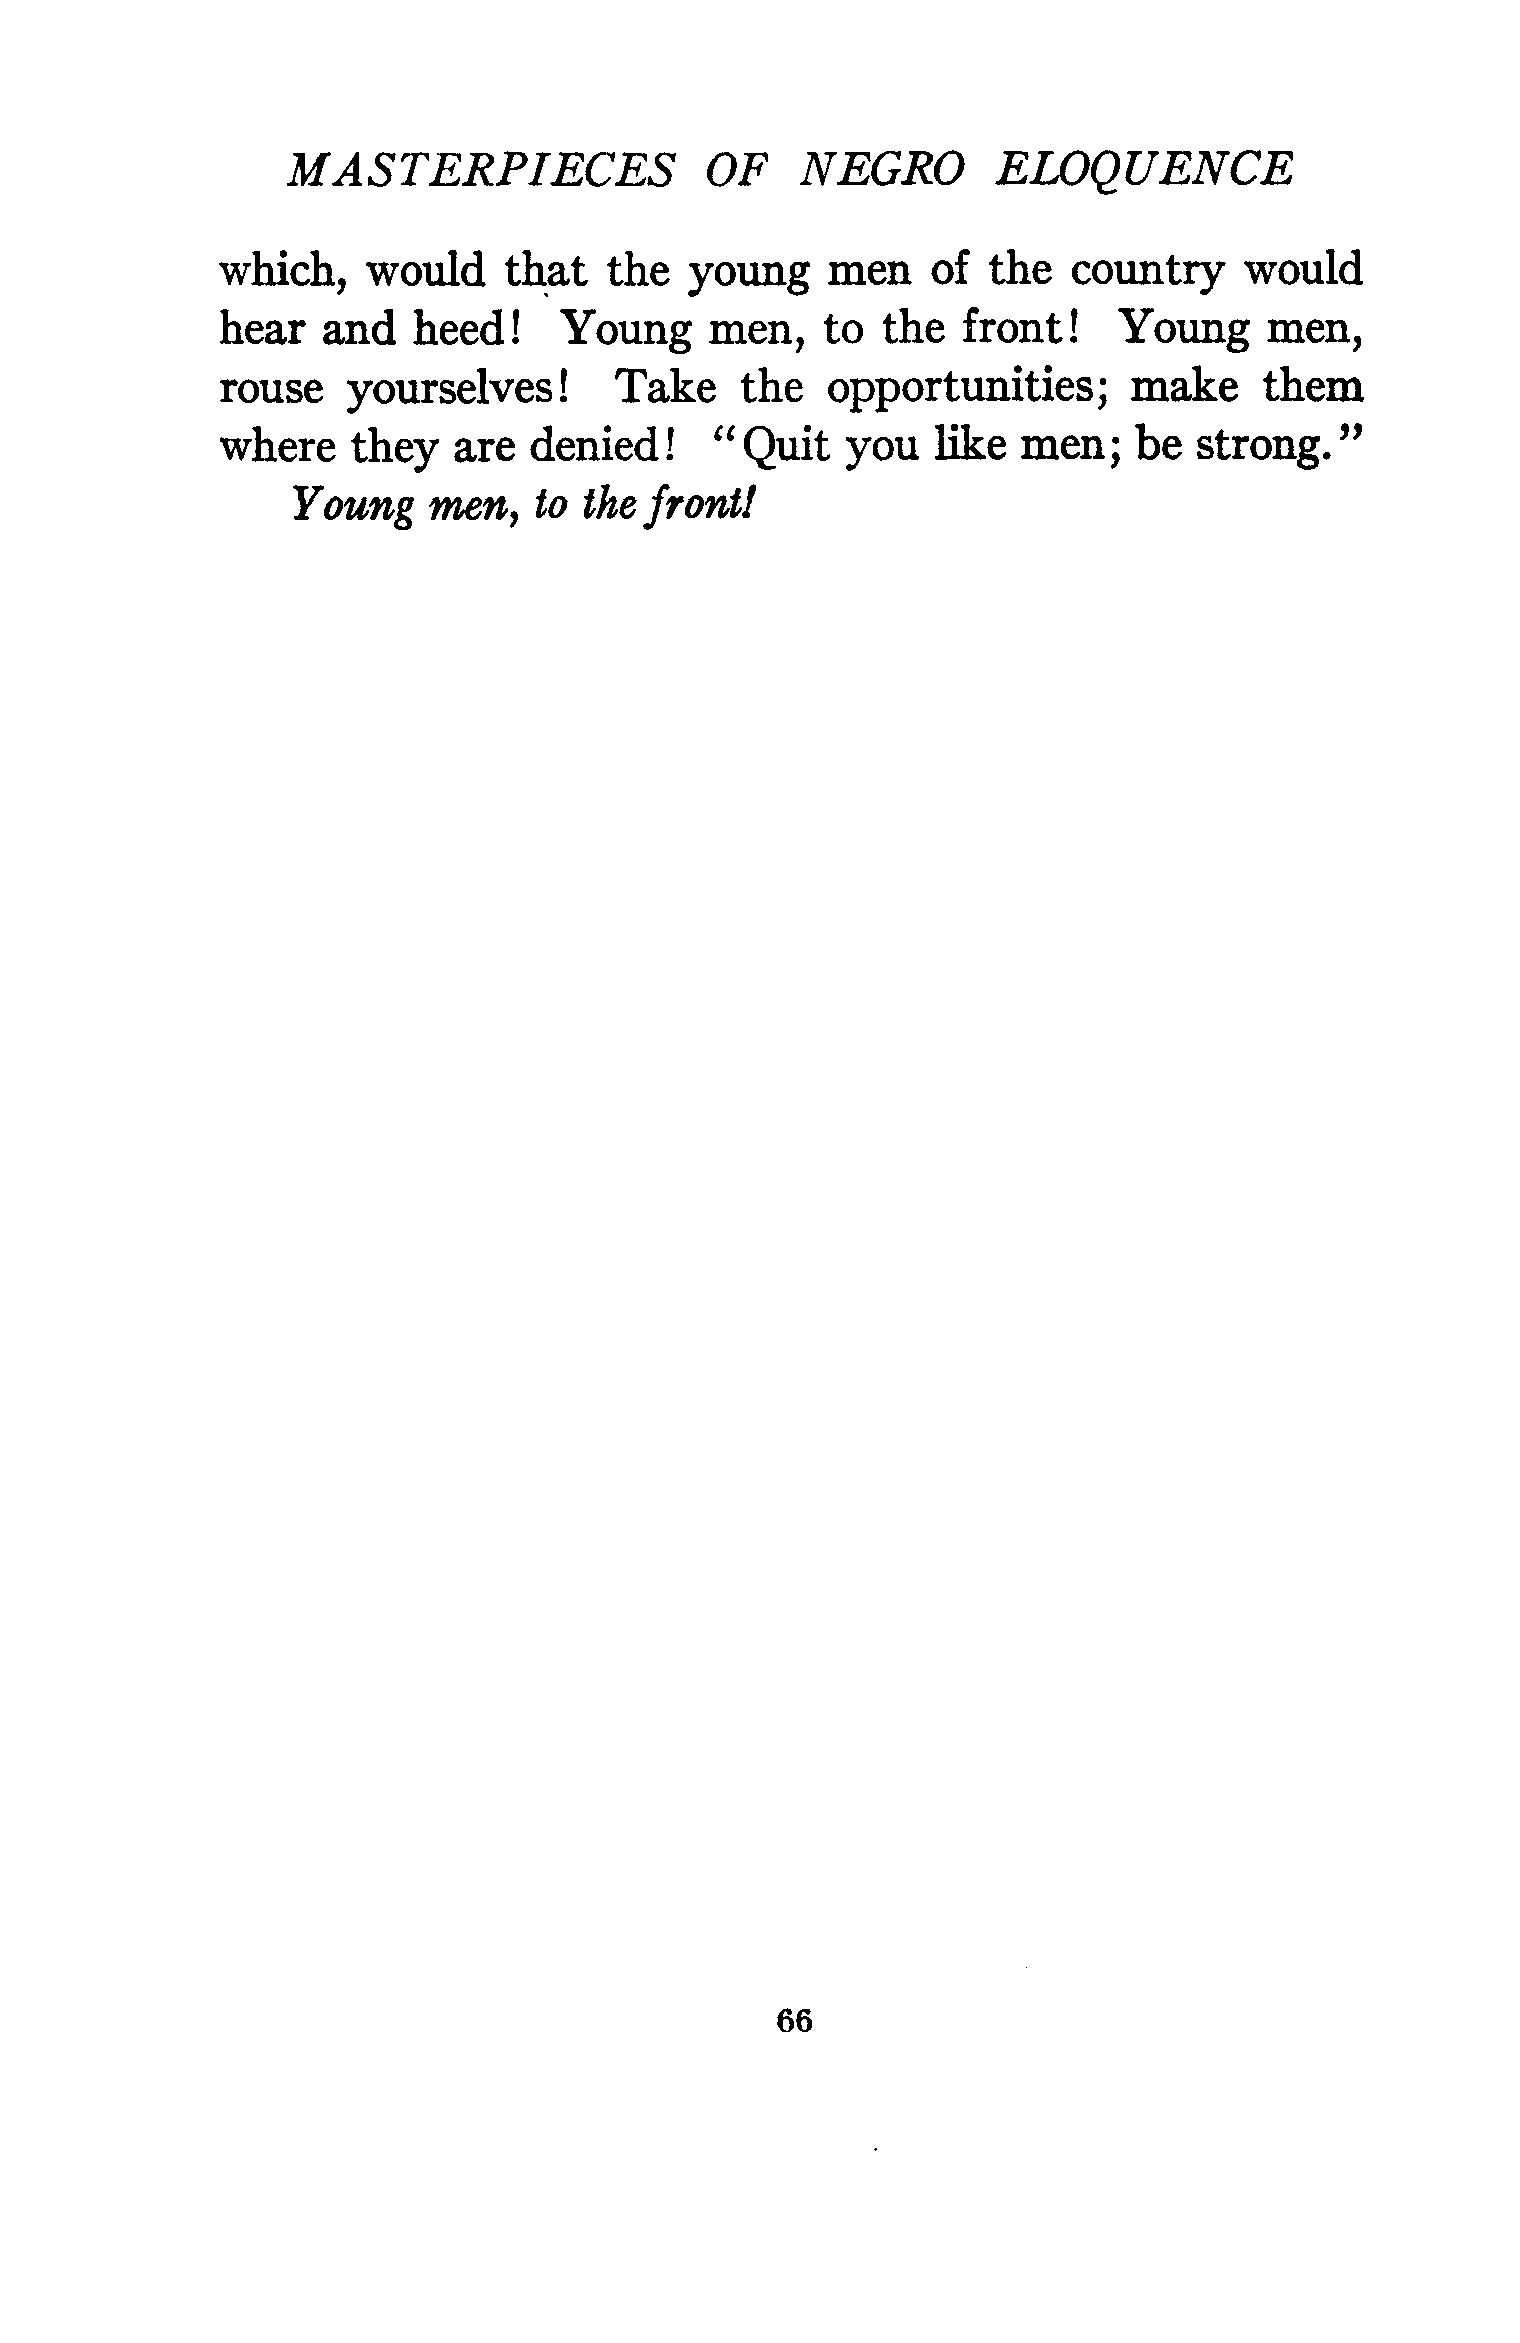 MASTERPIECES OF NEGRO ELOQUENCE
which, would that the young men of the country would
hear and heed! Young men, to the front! Young men,
rouse yourselves! Take the opportunities; make them
where they are denied! “Quit you like men; be strong.”
Young men, to the front!
66